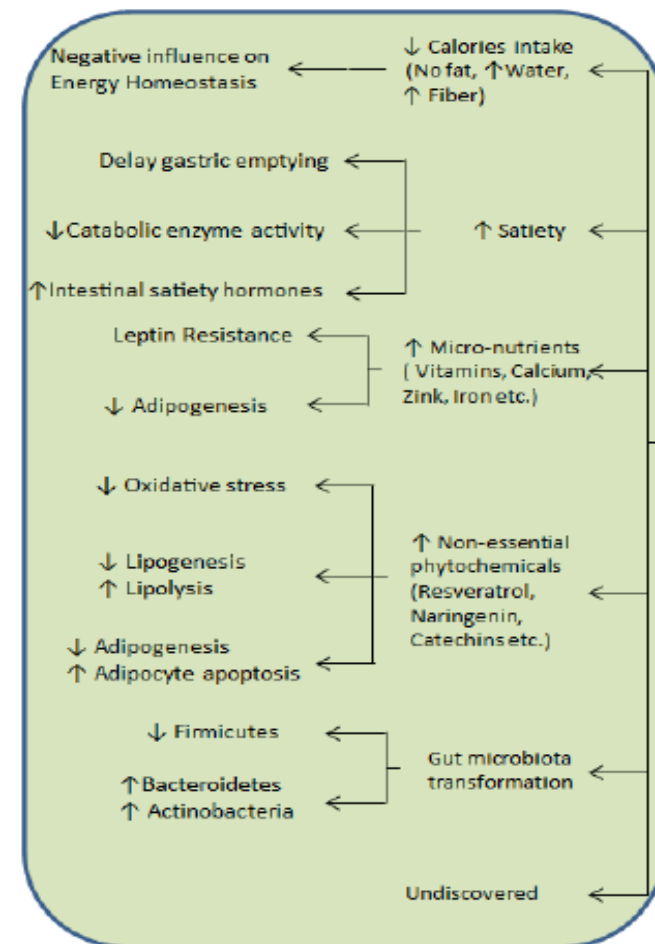 Negative influence on
Energy Homeostasis
↓ Calories Intake
(No fat, ↑Water,
↑ Fiber)
Delay gastric emptying
↓Catabolic enzyme activity
↑Intestinal satiety hormones
↑ Satiety
Leptin Resistance
↓ Adipogenesis
↑ Micro-nutrients
( Vitamins, Calcium,
Zink, Iron etc.)
↓ Oxidative stress
↓ Lipogenesis
↑ Lipolysis
↓ Adipogenesis
↑ Adipocyte apoptosis
↑ Non-essential
phytochemicals
(Resveratrol,
Naringenin,
Catechins etc.)
↓ Firmicutes
↑Bacteroidetes
↑ Actinobacteria
Gut microbiota
transformation
Undiscovered